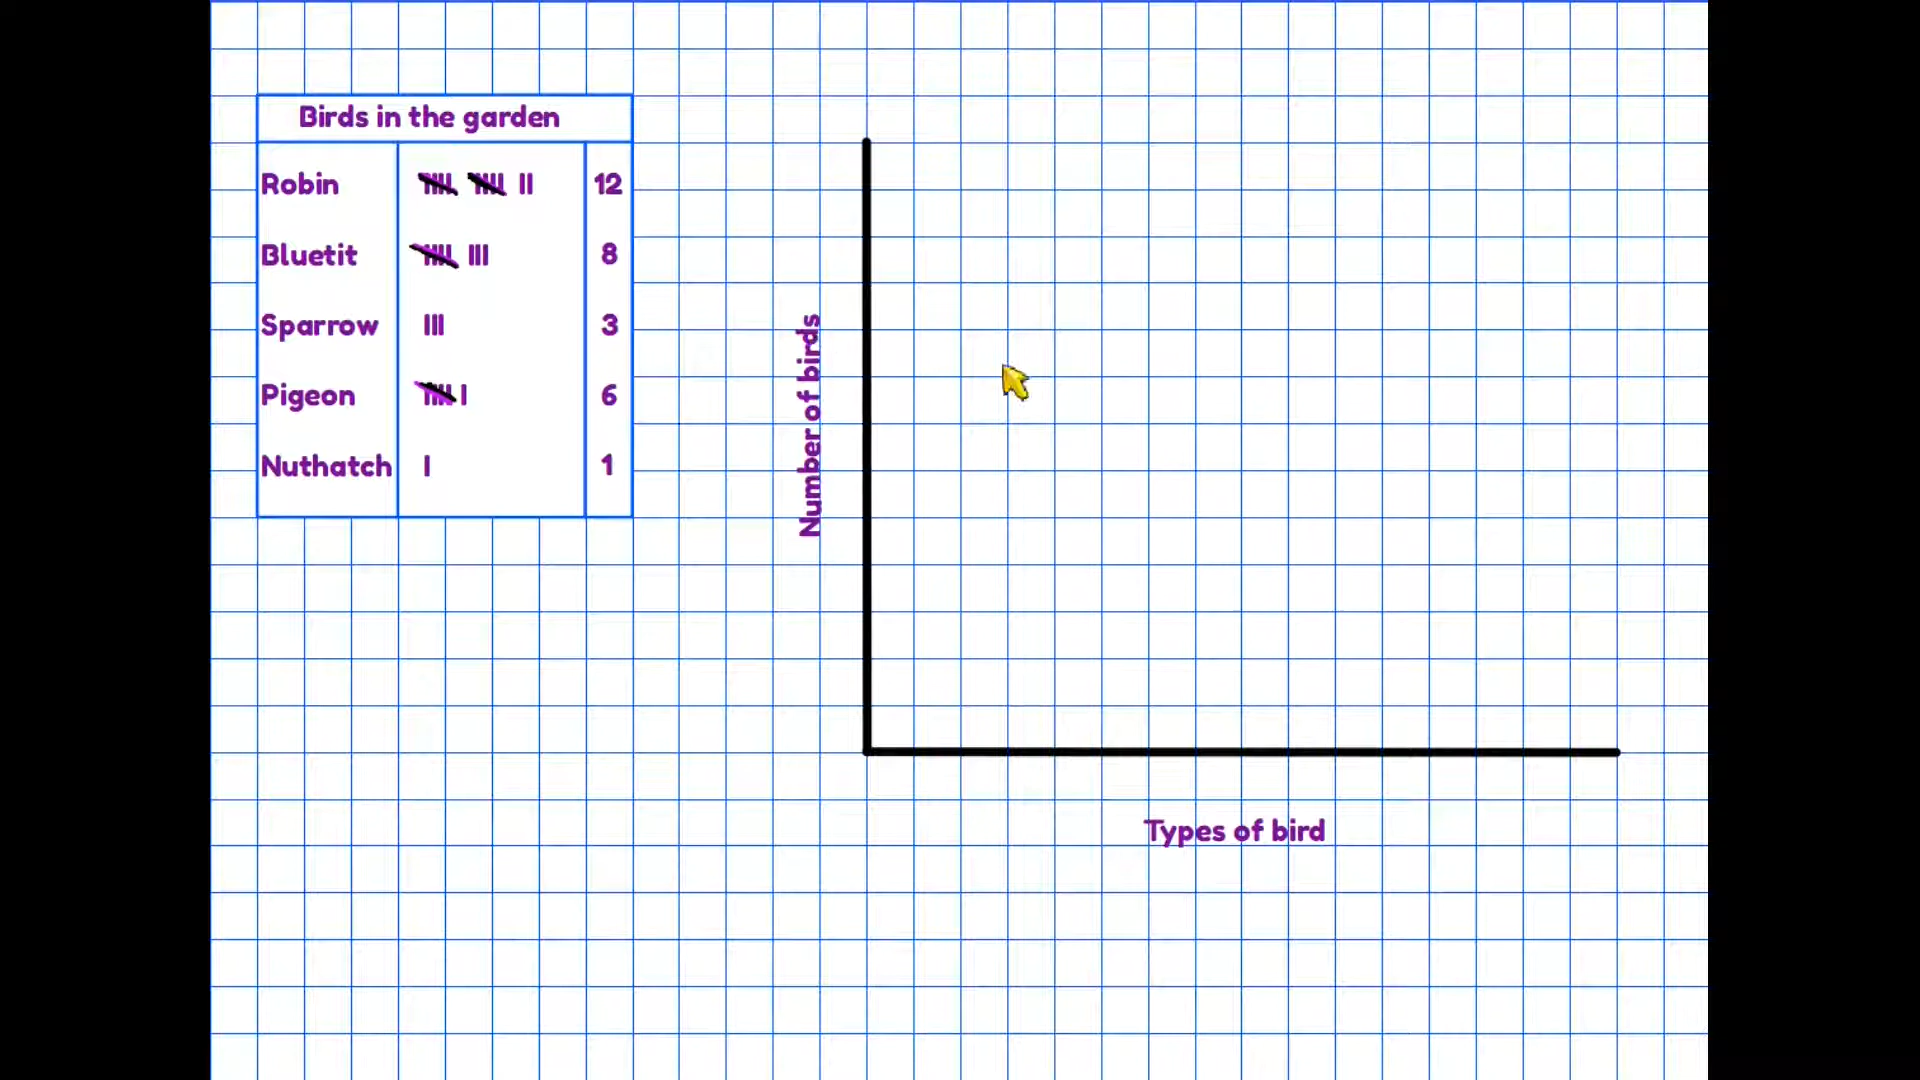 Birds in the garden
Robin 12
Bluetit 8
Sparrow 3
Pigeon 6
Nuthatch 1
Number of birds
Types of bird